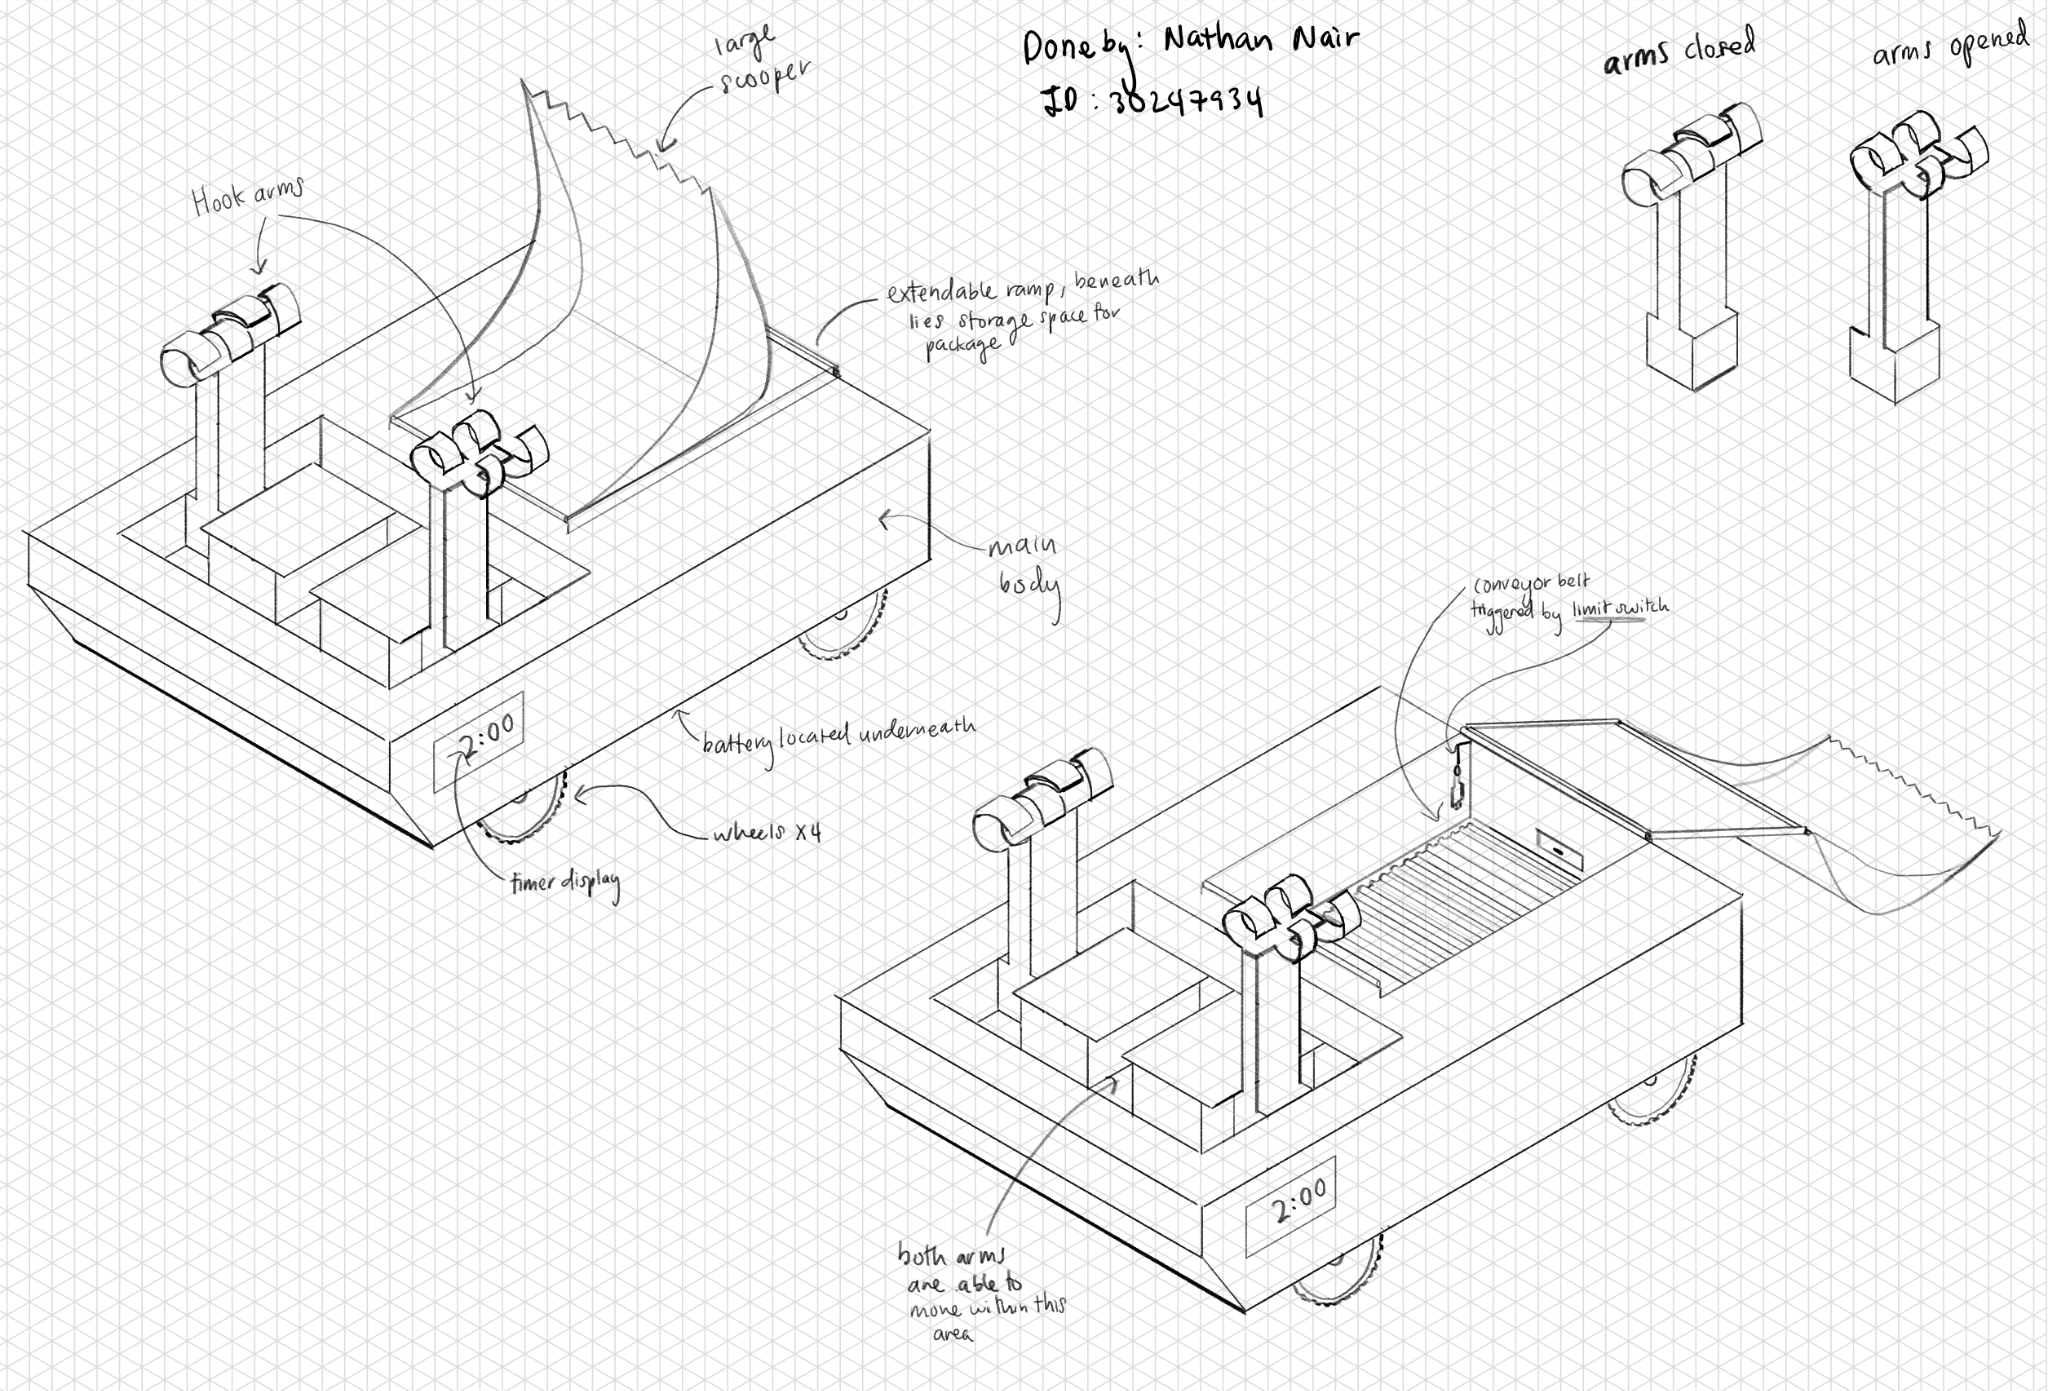 Done by: Nathan Nair
ID: 30247934
arms closed
arms opened
large
scooper
Hook arms
extendable ramp, beneath
lies storage space for
package
main
body
battery located underneath
wheels x4
2:00
timer display
conveyor belt
triggered by limit switch
2:00
both arms
are able to
move within this
area